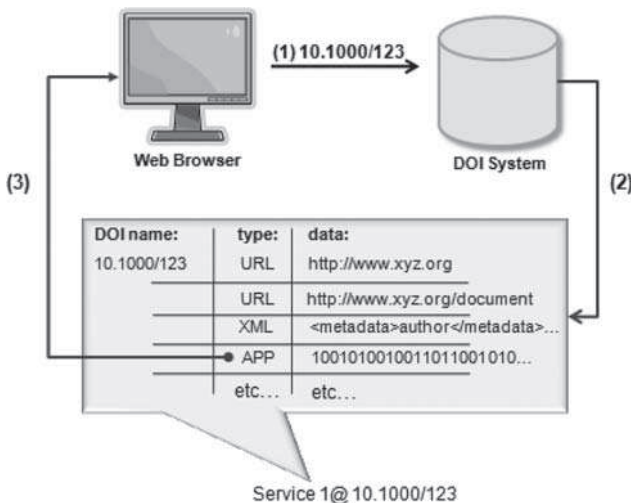 (1) 10.1000/123
Web Browser
DOI System
(3)
(2)
DOI name: type: data:
10.1000/123 URL http://www.xyz.org
URL http://www.xyz.org/document
XML <metadata>author</metadata>...
APP 1001010010011011001010...
etc... etc...
Service 1@ 10.1000/123